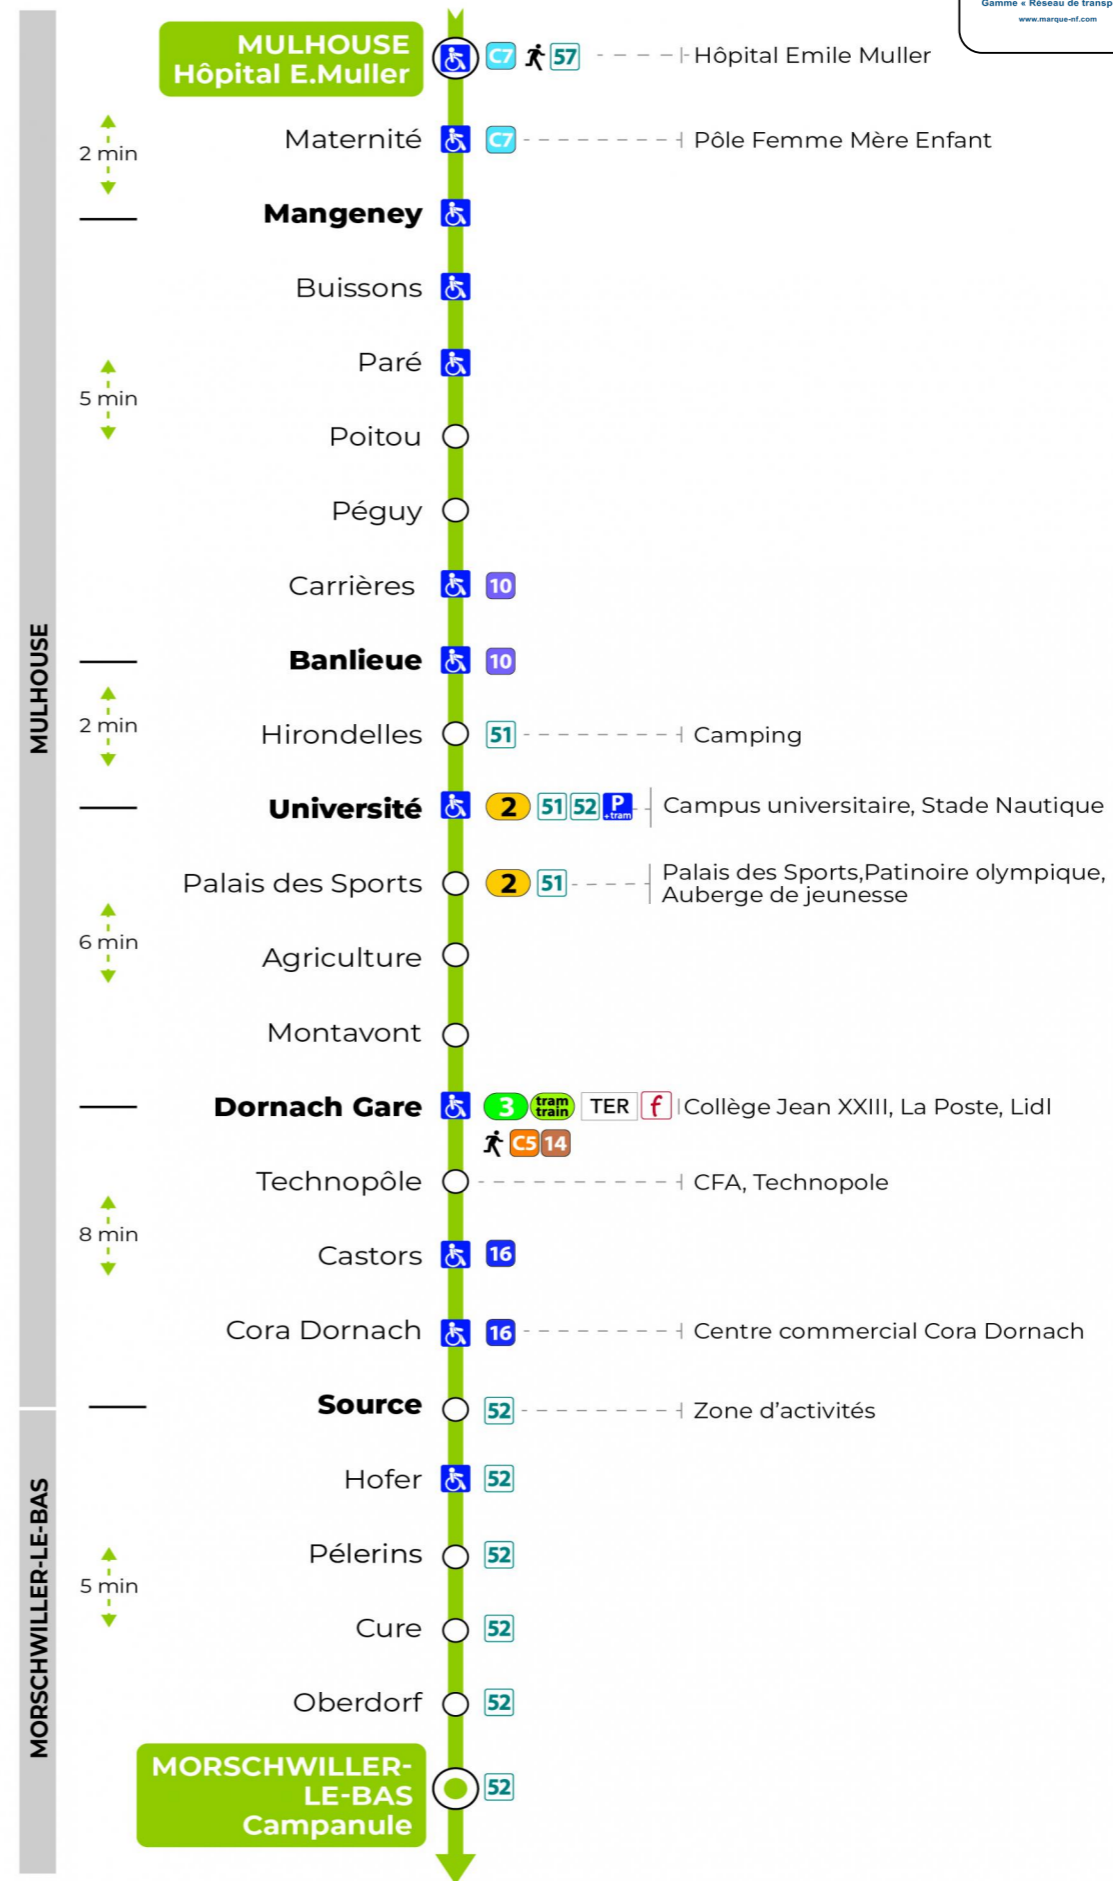 Gamme « Réseau de transp
www.marque-nf.com
MULHOUSE
Hôpital E.Muller
C7 57 Hôpital Emile Muller
Maternité C7 Pôle Femme Mère Enfant
2 min
Mangeney
Buissons
Paré
5 min
Poitou
Péguy
Carrières 10
MULHOUSE
Banlieue 10
2 min
Hirondelles 51 Camping
Université 2 51 52 P +tram Campus universitaire, Stade Nautique
Palais des Sports 2 51 Palais des Sports,Patinoire olympique,
Auberge de jeunesse
6 min
Agriculture
Montavont
Dornach Gare 3 tram train TER f Collège Jean XXIII, La Poste, Lidl
C5 14
Technopôle CFA, Technopole
8 min
Castors 16
Cora Dornach 16 Centre commercial Cora Dornach
Source 52 Zone d’activités
MORSCHWILLER-LE-BAS
Hofer 52
Pélerins 52
5 min
Cure 52
Oberdorf 52
MORSCHWILLER-
LE-BAS
Campanule
52